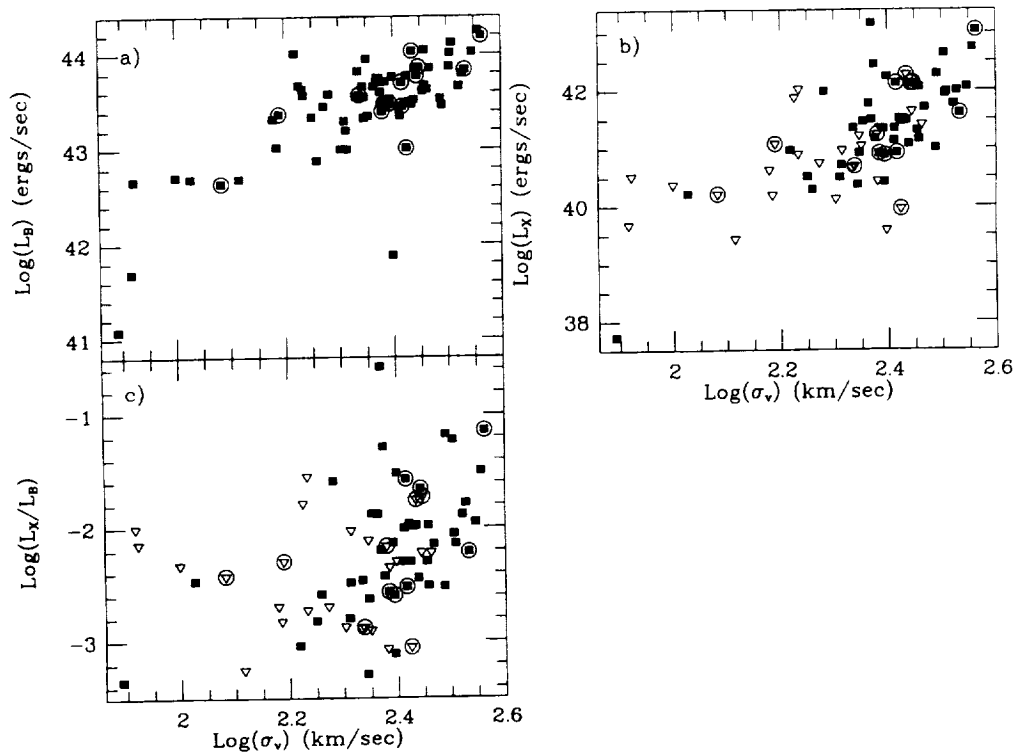 a)
Log(L_B) (ergs/sec)
44
43
42
41
b)
Log(L_X) (ergs/sec)
42
40
38
2
2.2
2.4
2.6
Log(σ_v) (km/sec)
c)
Log(L_X/L_B)
-1
-2
-3
2
2.2
2.4
2.6
Log(σ_v) (km/sec)